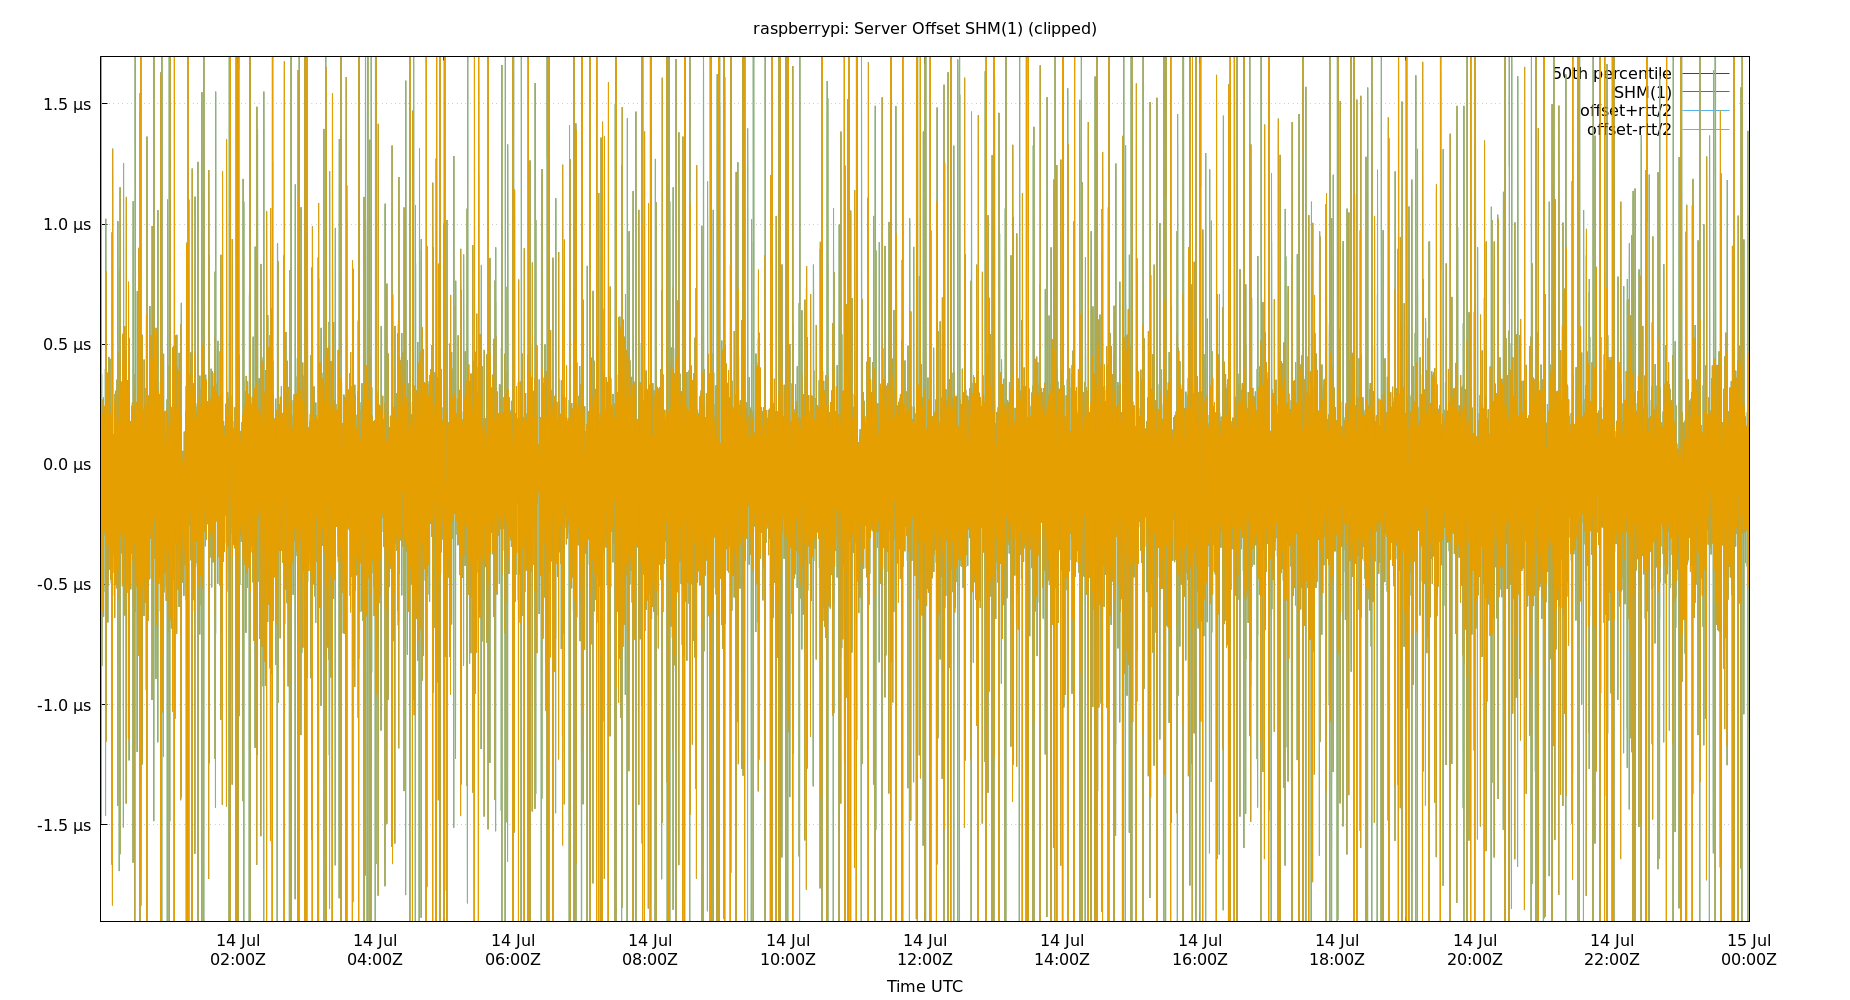 raspberrypi: Server Offset SHM(1) (clipped)
50th percentile
SHM(1)
offset+rtt/2
offset-rtt/2
1.5 µs
1.0 µs
0.5 µs
0.0 µs
-0.5 µs
-1.0 µs
-1.5 µs
14 Jul 14 Jul 14 Jul 14 Jul 14 Jul 14 Jul 14 Jul 14 Jul 14 Jul 14 Jul 14 Jul 15 Jul
02:00Z 04:00Z 06:00Z 08:00Z 10:00Z 12:00Z 14:00Z 16:00Z 18:00Z 20:00Z 22:00Z 00:00Z
Time UTC